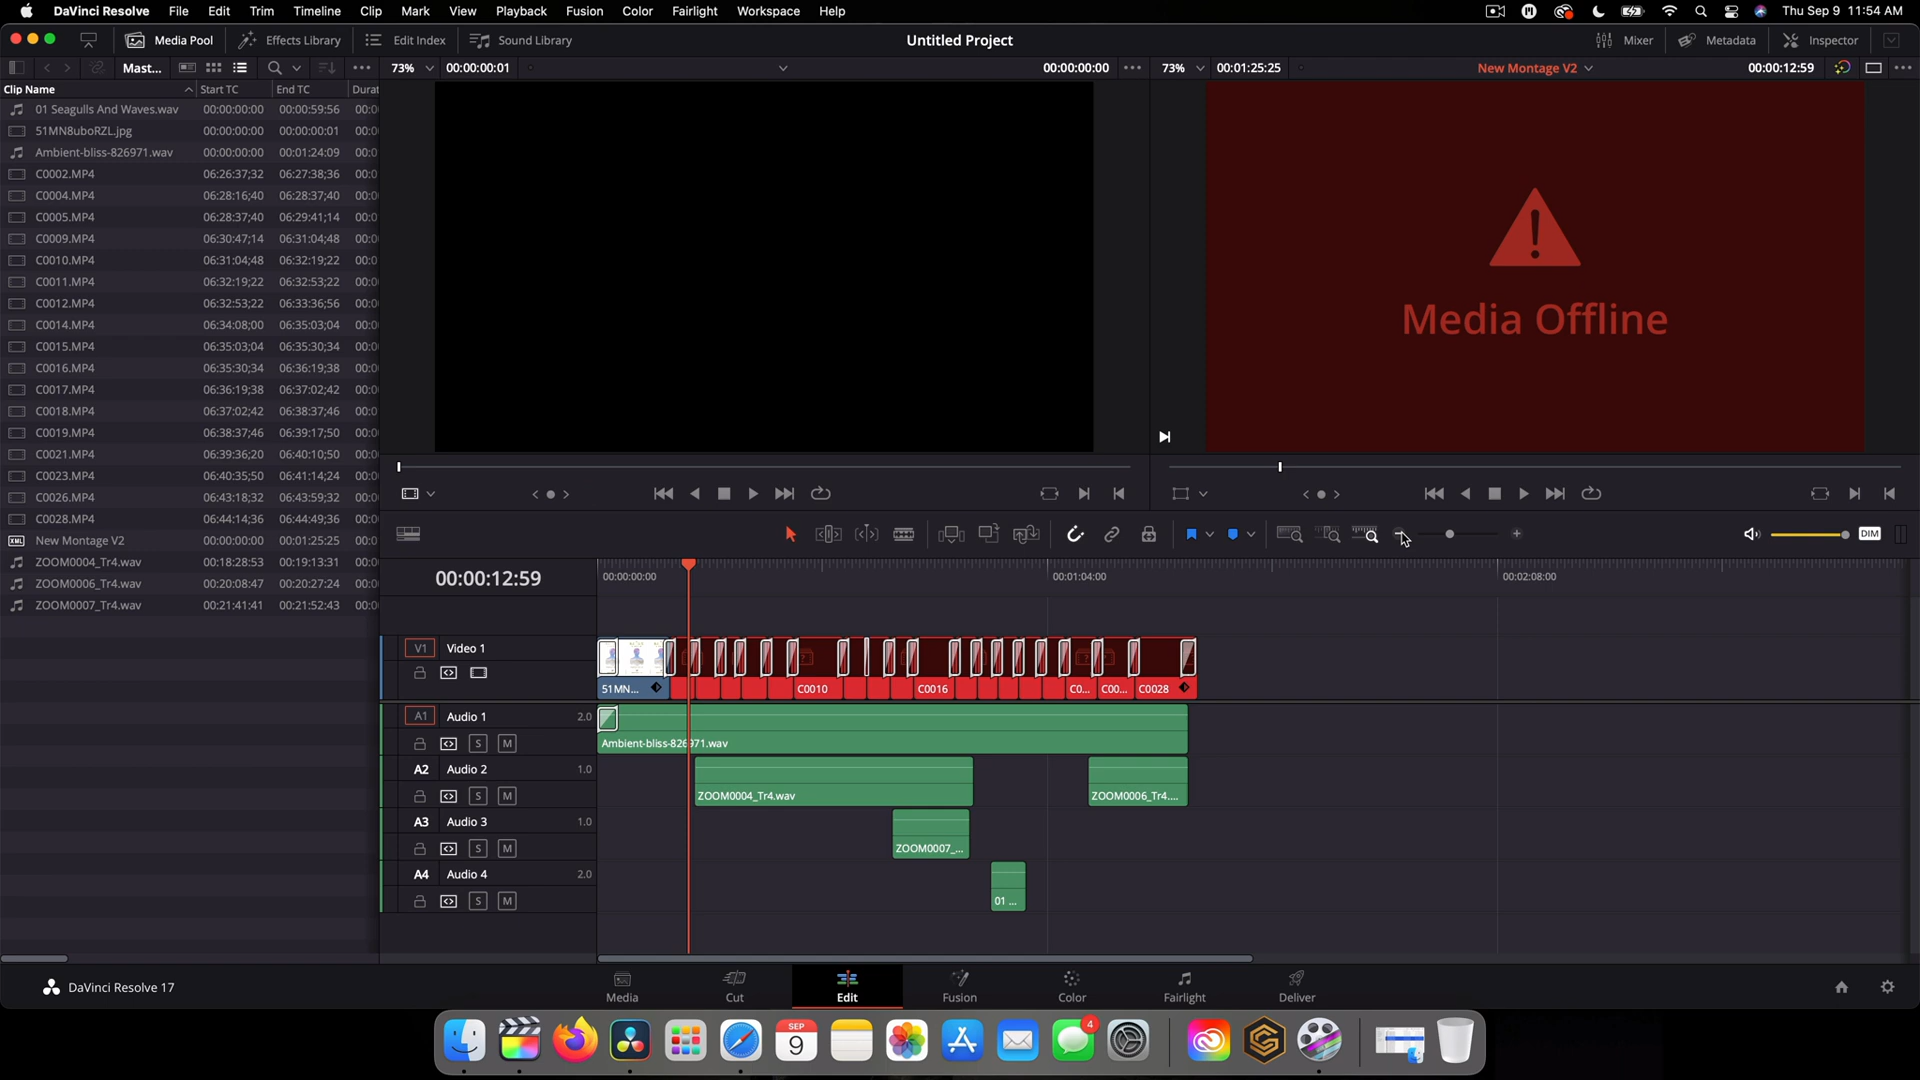 DaVinci Resolve File Edit Trim Timeline Clip Mark View Playback Fusion Color Fairlight Workspace Help Thu Sep 9 11:54 AM
Media Pool Effects Library Edit Index Sound Library Untitled Project Mixer Metadata Inspector
Mast... 73% 00:00:00:01 00:00:00:00 73% 00:01:25:25 New Montage V2 00:00:12:59
Clip Name Start TC End TC Durat
01 Seagulls And Waves.wav 00:00:00:00 00:00:59:56 00:0
51MN8uboRZL.jpg 00:00:00:00 00:00:00:01 00:0
Ambient-bliss-826971.wav 00:00:00:00 00:01:24:09 00:0
C0002.MP4 06:26:37;32 06:27:38;36 00:0
C0004.MP4 06:28:16;40 06:28:37;40 00:0
C0005.MP4 06:28:37;40 06:29:41;14 00:0
C0009.MP4 06:30:47;14 06:31:04;48 00:0
C0010.MP4 06:31:04;48 06:32:19;22 00:0
C0011.MP4 06:32:19;22 06:32:53;22 00:0
C0012.MP4 06:32:53;22 06:33:36;56 00:0
C0014.MP4 06:34:08;00 06:35:03;04 00:0
C0015.MP4 06:35:03;04 06:35:30;34 00:0
C0016.MP4 06:35:30;34 06:36:19;38 00:0
C0017.MP4 06:36:19;38 06:37:02;42 00:0
C0018.MP4 06:37:02;42 06:38:37;46 00:0
C0019.MP4 06:38:37;46 06:39:17;50 00:0
C0021.MP4 06:39:36;20 06:40:10;50 00:0
C0023.MP4 06:40:35;50 06:41:14;24 00:0
C0026.MP4 06:43:18;32 06:43:59;32 00:0
C0028.MP4 06:44:14;36 06:44:49;36 00:0
XML New Montage V2 00:00:00:00 00:01:25:25 00:0
ZOOM0004_Tr4.wav 00:18:28:53 00:19:13:31 00:0
ZOOM0006_Tr4.wav 00:20:08:47 00:20:27:24 00:0
ZOOM0007_Tr4.wav 00:21:41:41 00:21:52:43 00:0
Media Offline
DIM
00:00:12:59 00:00:00:00 00:01:04:00 00:02:08:00
V1 Video 1
51MN... C0010 C0016 C0... C00... C0028
A1 Audio 1 2.0
S M Ambient-bliss-826971.wav
A2 Audio 2 1.0
S M ZOOM0004_Tr4.wav ZOOM0006_Tr4....
A3 Audio 3 1.0
S M ZOOM0007_...
A4 Audio 4 2.0
S M 01 ...
DaVinci Resolve 17 Media Cut Edit Fusion Color Fairlight Deliver
SEP
9
4